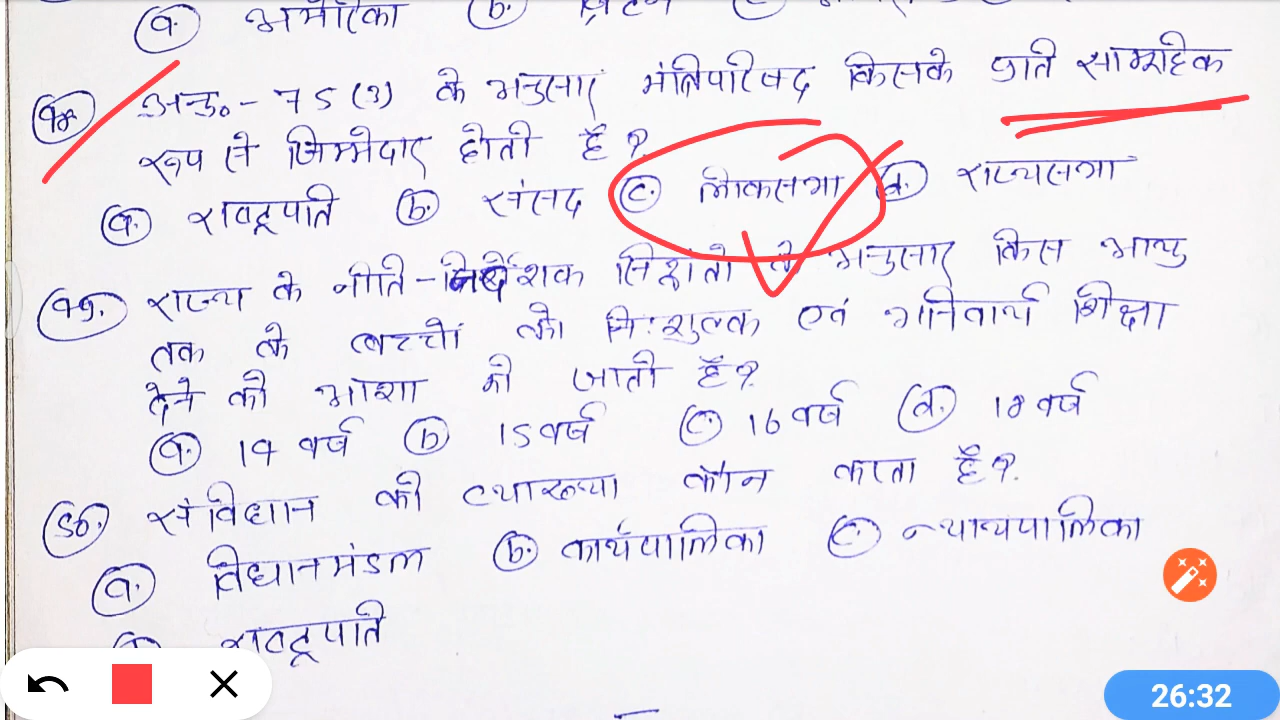 a. अमेरिका b.
48. अनु०-75(3) के अनुसार मंत्रिपरिषद किसके प्रति सामूहिक
रूप से जिम्मेदार होती है?
a. राष्ट्रपति b. संसद c. लोकसभा d. राज्यसभा
49. राज्य के नीति-निर्देशक सिद्धांतो के अनुसार किस आयु
तक के बच्चों को निःशुल्क एवं अनिवार्य शिक्षा
देने की आशा की जाती है?
a. 14 वर्ष b 15 वर्ष c. 16 वर्ष d. 18 वर्ष
50. संविधान की व्याख्या कौन करता है?
a. विधानमंडल b. कार्यपालिका c. न्यायपालिका
राष्ट्रपति
26:32